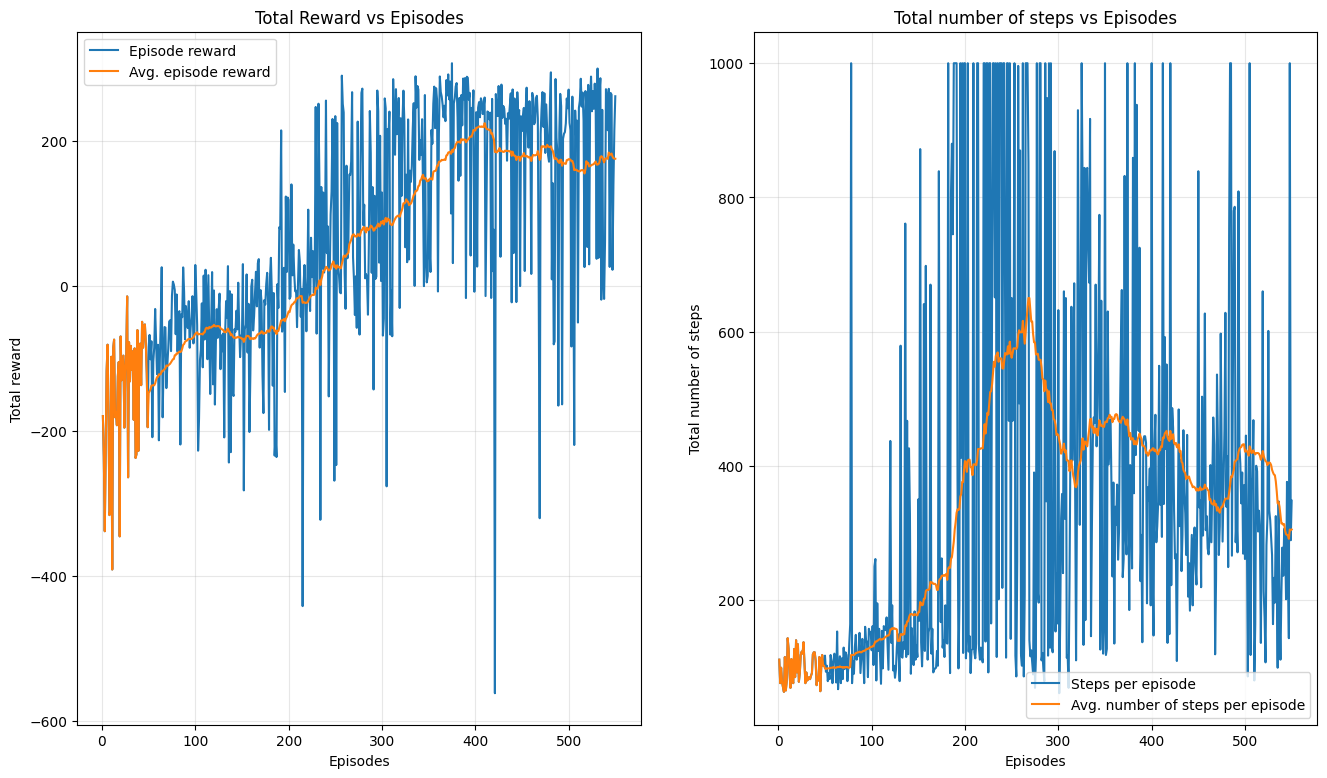 Total Reward vs Episodes
Episode reward
Avg. episode reward
200
0
−200
−400
−600
Total reward
0
100
200
300
400
500
Episodes
Total number of steps vs Episodes
1000
800
600
400
200
Total number of steps
Steps per episode
Avg. number of steps per episode
0
100
200
300
400
500
Episodes